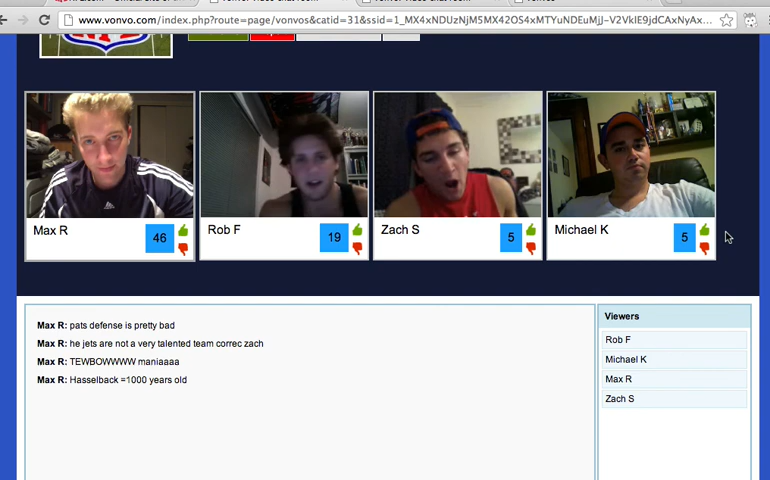 www.vonvo.com/index.php?route=page/vonvos&catid=31&ssid=1_MX4xNDUzNjM5MX42OS4xMTYuNDEuMjJ-V2VkIE9jdCAxNyAx...
Max R
46
Rob F
19
Zach S
5
Michael K
5
Max R: pats defense is pretty bad
Max R: he jets are not a very talented team correc zach
Max R: TEWBOWWWW maniaaaa
Max R: Hasselback =1000 years old
Viewers
Rob F
Michael K
Max R
Zach S